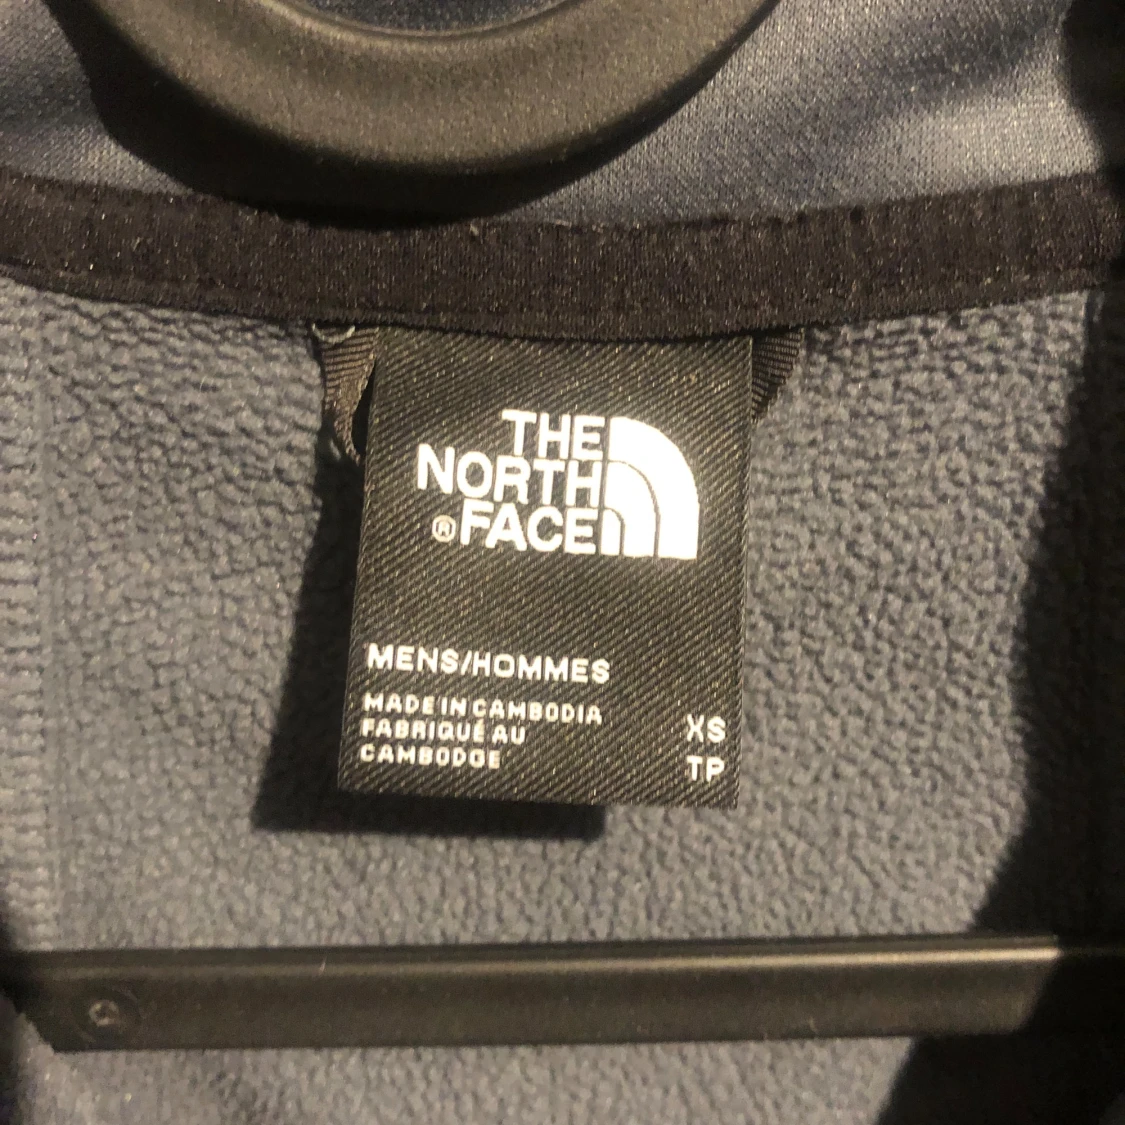 THE
NORTH
®FACE
MENS/HOMMES
MADE IN CAMBODIA
FABRIQUÉ AU
CAMBODGE
XS
TP